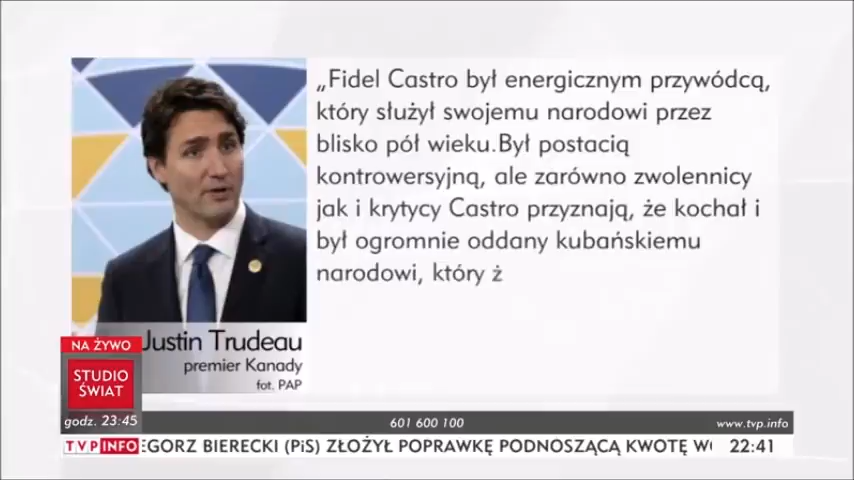 „Fidel Castro był energicznym przywódcą,
który służył swojemu narodowi przez
blisko pół wieku.Był postacią
kontrowersyjną, ale zarówno zwolennicy
jak i krytycy Castro przyznają, że kochał i
był ogromnie oddany kubańskiemu
narodowi, który ż
Justin Trudeau
premier Kanady
fot. PAP
NA ŻYWO
STUDIO
ŚWIAT
godz. 23:45
601 600 100
www.tvp.info
TVP INFO
EGORZ BIERECKI (PiS) ZŁOŻYŁ POPRAWKĘ PODNOSZĄCĄ KWOTĘ
22:41